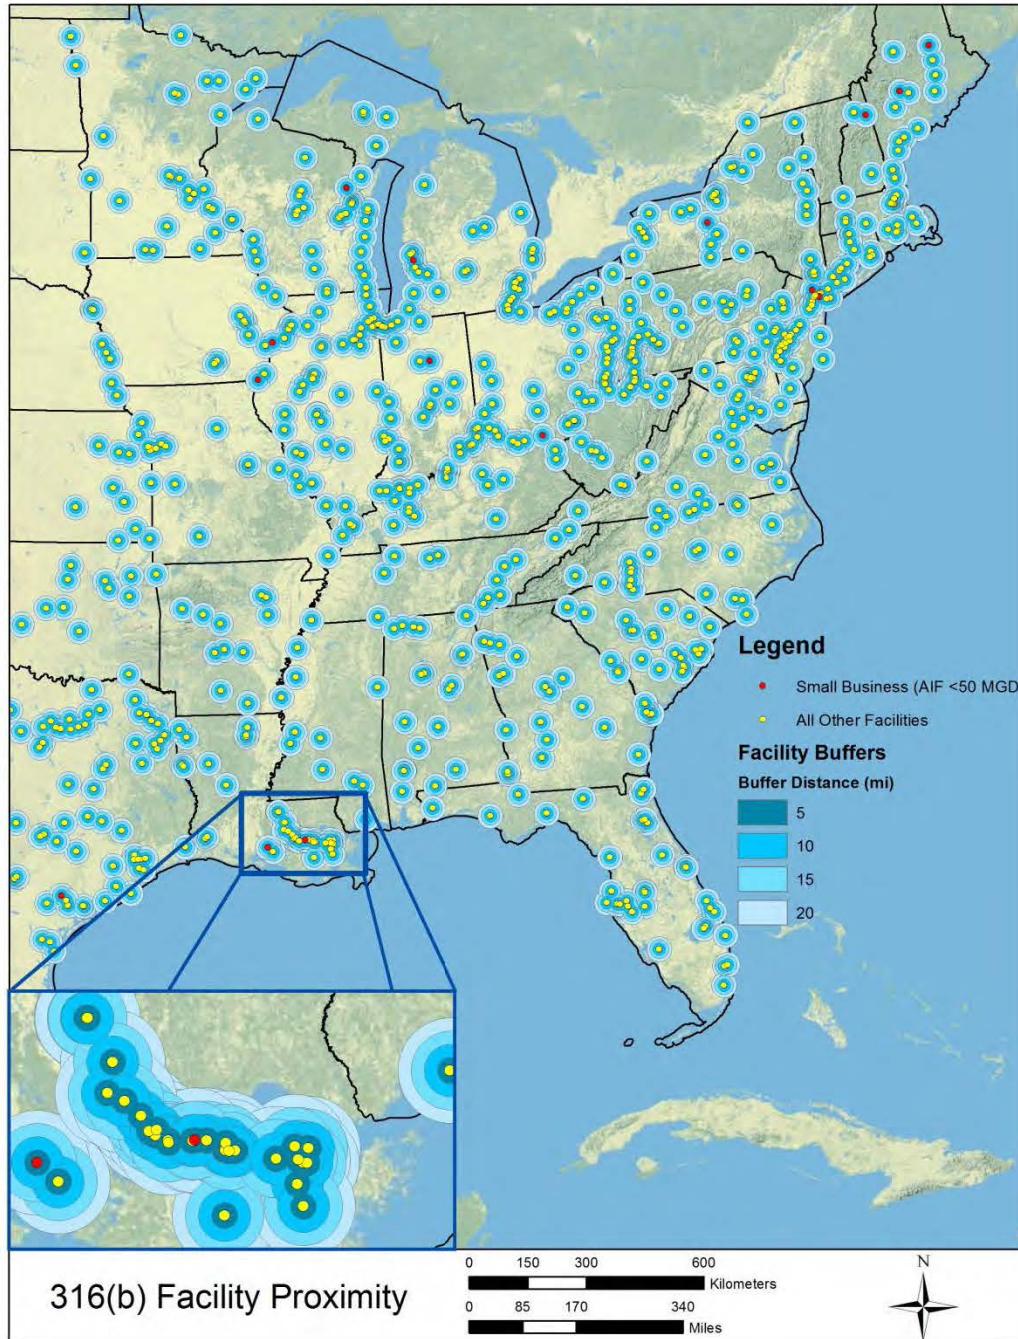 Legend
Small Business (AIF <50 MGD
All Other Facilities
Facility Buffers
Buffer Distance (mi)
5
10
15
20
316(b) Facility Proximity
0 150 300 600
Kilometers
0 85 170 340
Miles
N